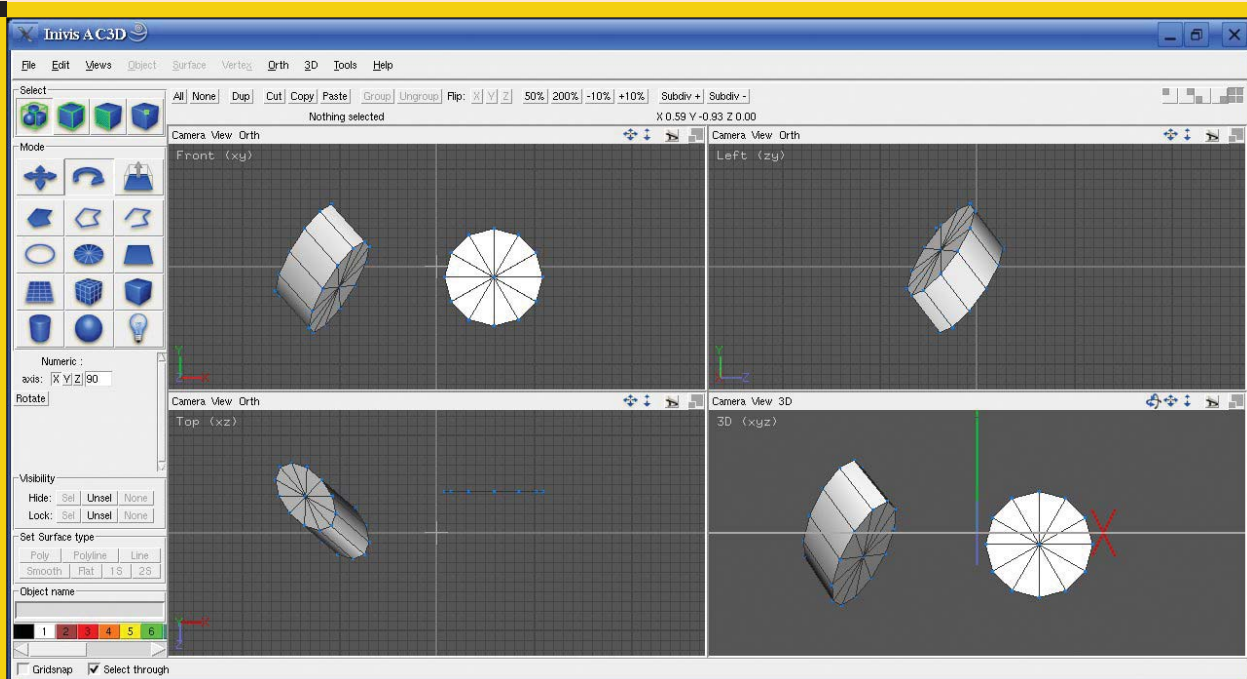 Inivis AC3D
File Edit Views Object Surface Vertex Orth 3D Tools Help
Select
All None Dup Cut Copy Paste Group Ungroup Flip: X Y Z 50% 200% -10% +10% Subdiv + Subdiv -
Nothing selected X 0.59 Y -0.93 Z 0.00
Camera View Orth
Front (xy)
Y
Z X
Camera View Orth
Left (zy)
Y
Z
Mode
Numeric :
axis: X Y Z 90
Rotate
Camera View Orth
Top (xz)
Y X
Z
Camera View 3D
3D (xyz)
X
Visibility
Hide: Sel Unsel None
Lock: Sel Unsel None
Set Surface type
Poly Polyline Line
Smooth Flat 1S 2S
Object name
1 2 3 4 5 6
Gridsnap Select through